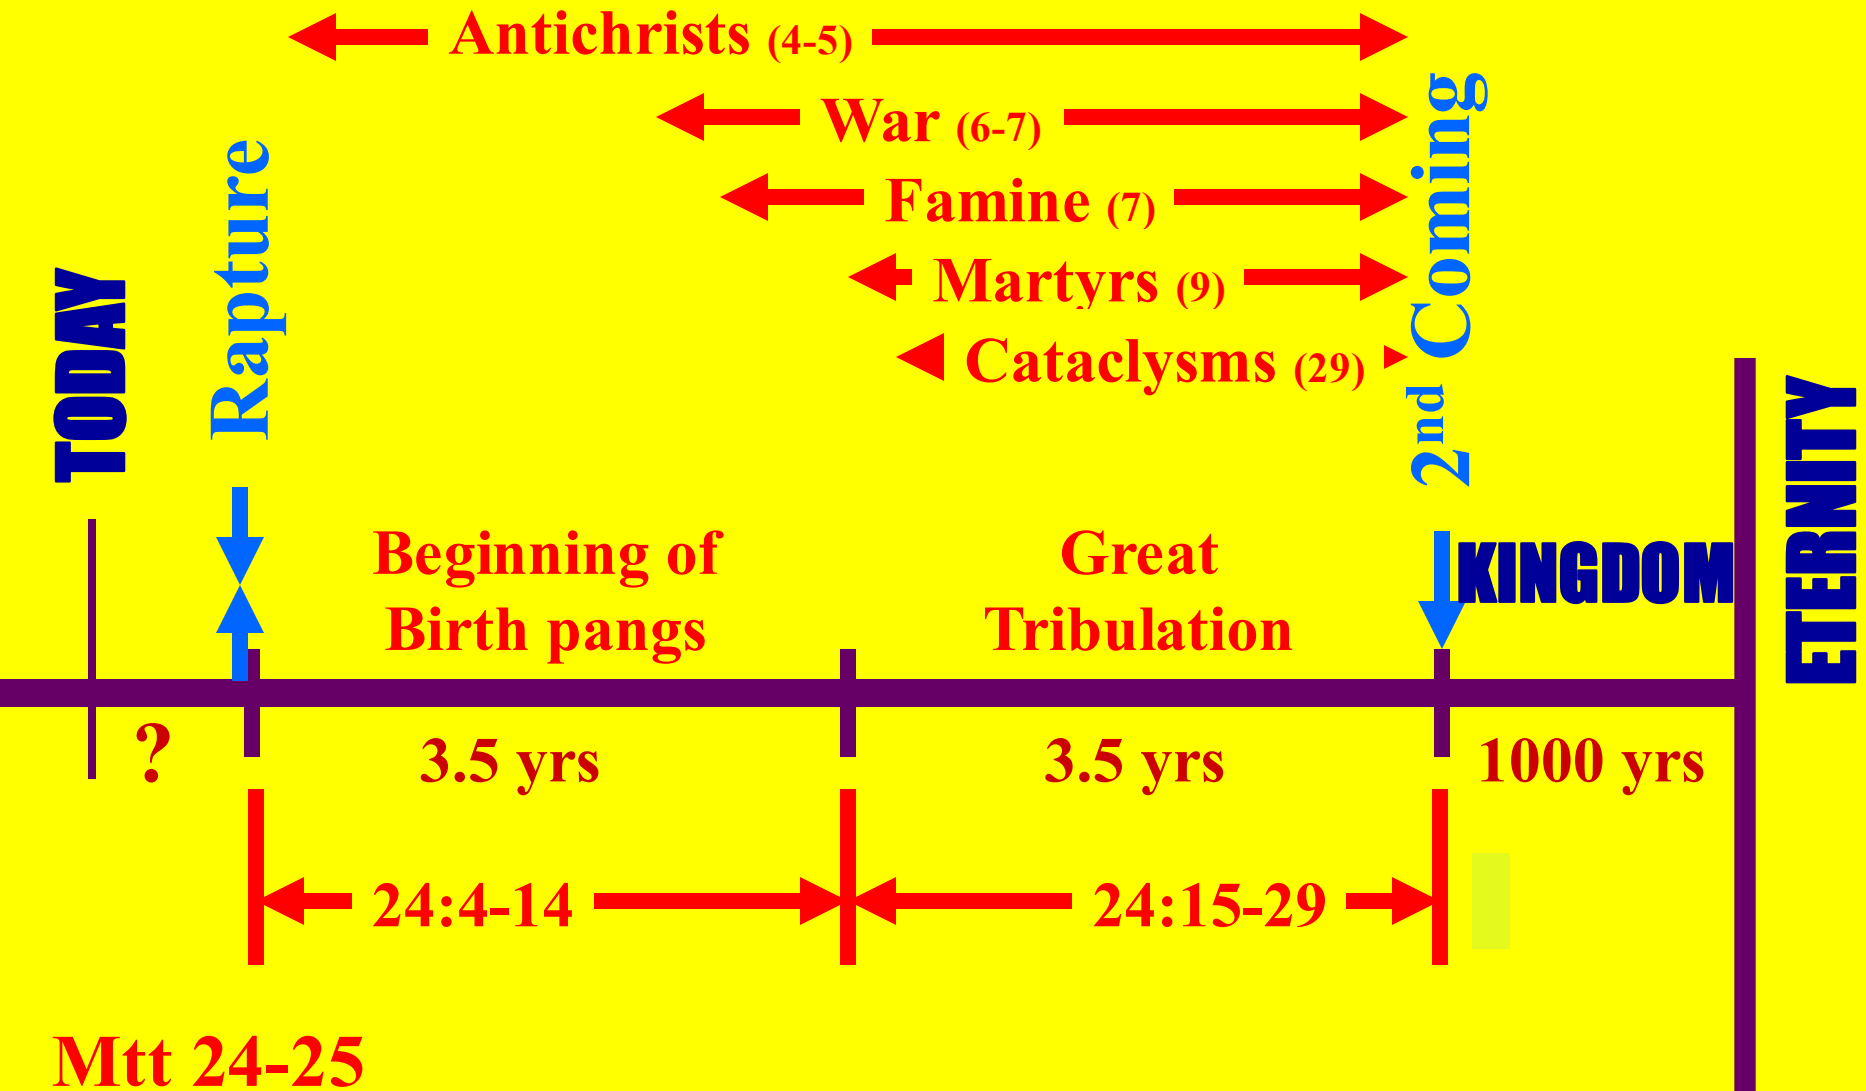 Antichrists (4-5)
War (6-7)
Famine (7)
Martyrs (9)
Cataclysms (29)
TODAY
Rapture
2nd Coming
ETERNITY
Beginning of
Birth pangs
Great
Tribulation
KINGDOM
?
3.5 yrs
3.5 yrs
1000 yrs
24:4-14
24:15-29
Mtt 24-25